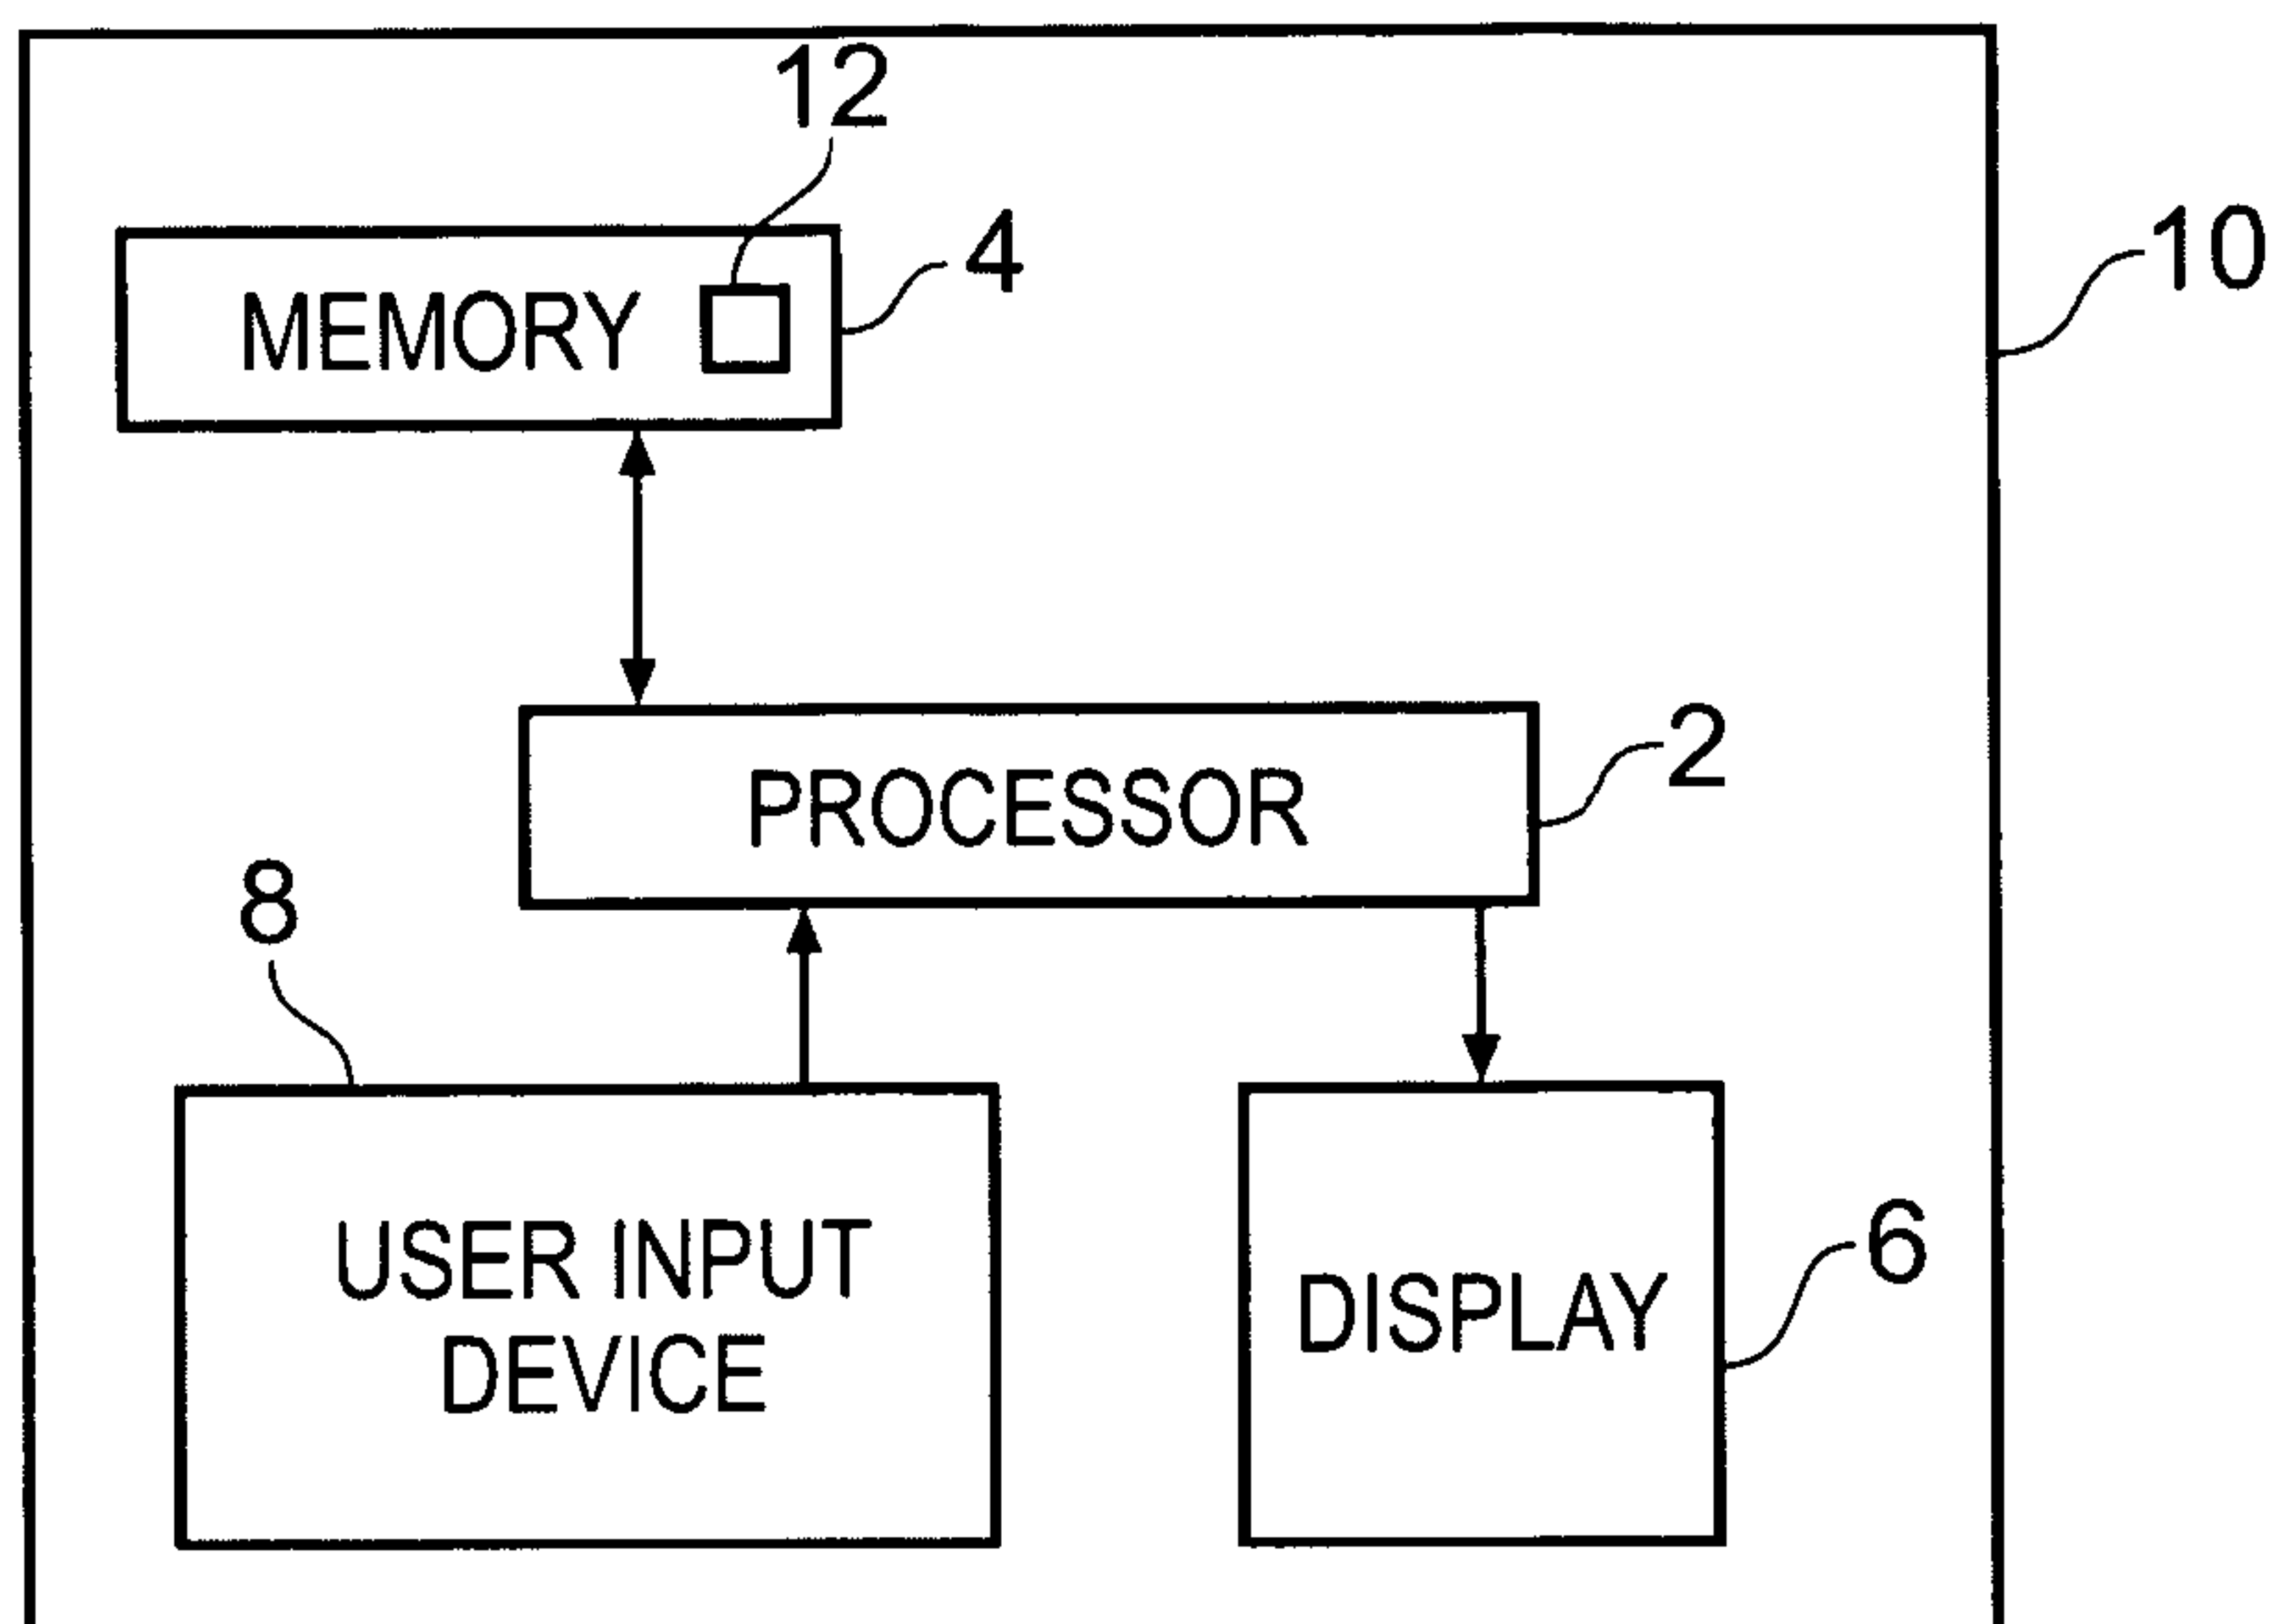 12
4
10
MEMORY
2
PROCESSOR
8
USER INPUT
DEVICE
6
DISPLAY